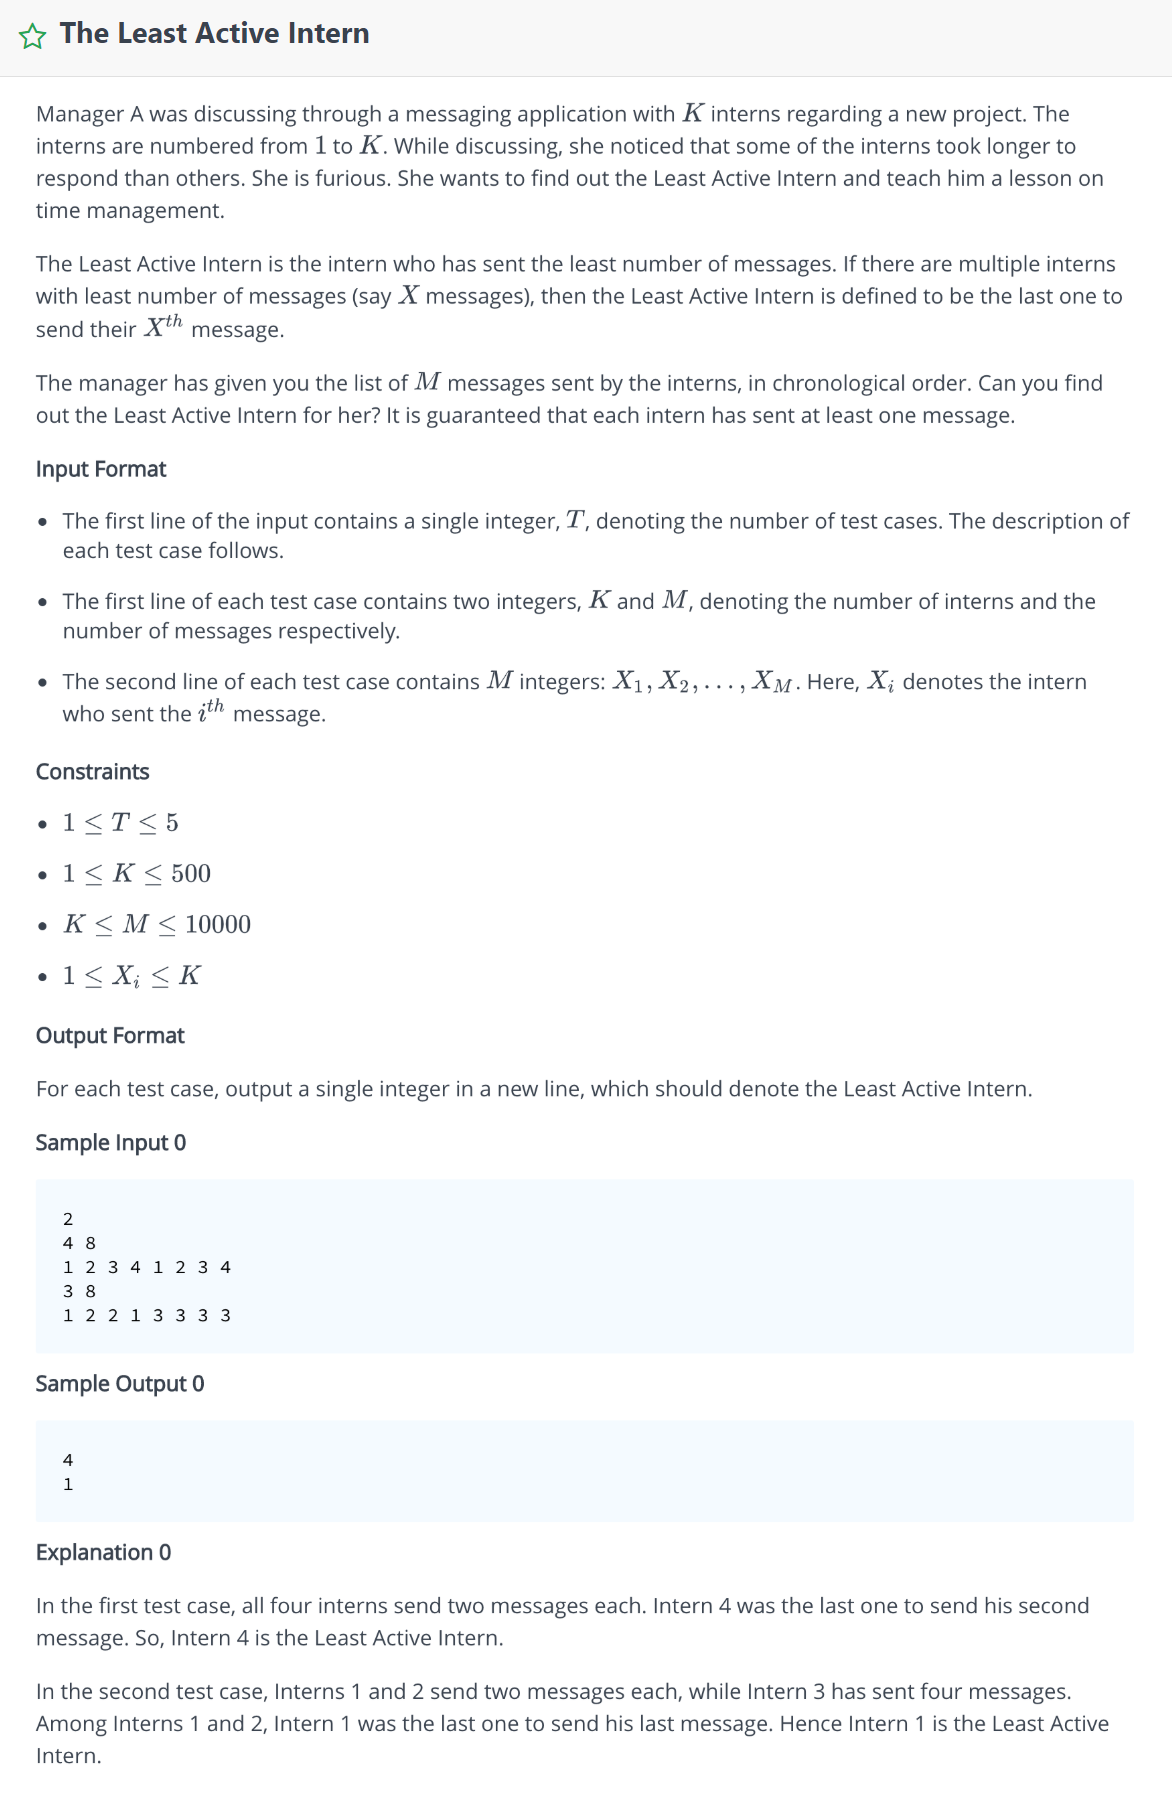 The Least Active Intern
Manager A was discussing through a messaging application with K interns regarding a new project. The
interns are numbered from 1 to K. While discussing, she noticed that some of the interns took longer to
respond than others. She is furious. She wants to find out the Least Active Intern and teach him a lesson on
time management.
The Least Active Intern is the intern who has sent the least number of messages. If there are multiple interns
with least number of messages (say X messages), then the Least Active Intern is defined to be the last one to
send their X^th message.
The manager has given you the list of M messages sent by the interns, in chronological order. Can you find
out the Least Active Intern for her? It is guaranteed that each intern has sent at least one message.
Input Format
• The first line of the input contains a single integer, T, denoting the number of test cases. The description of
each test case follows.
• The first line of each test case contains two integers, K and M, denoting the number of interns and the
number of messages respectively.
• The second line of each test case contains M integers: X₁, X₂, . . . , X_M. Here, X_i denotes the intern
who sent the i^th message.
Constraints
• 1 ≤ T ≤ 5
• 1 ≤ K ≤ 500
• K ≤ M ≤ 10000
• 1 ≤ X_i ≤ K
Output Format
For each test case, output a single integer in a new line, which should denote the Least Active Intern.
Sample Input 0
2
4 8
1 2 3 4 1 2 3 4
3 8
1 2 2 1 3 3 3 3
Sample Output 0
4
1
Explanation 0
In the first test case, all four interns send two messages each. Intern 4 was the last one to send his second
message. So, Intern 4 is the Least Active Intern.
In the second test case, Interns 1 and 2 send two messages each, while Intern 3 has sent four messages.
Among Interns 1 and 2, Intern 1 was the last one to send his last message. Hence Intern 1 is the Least Active
Intern.